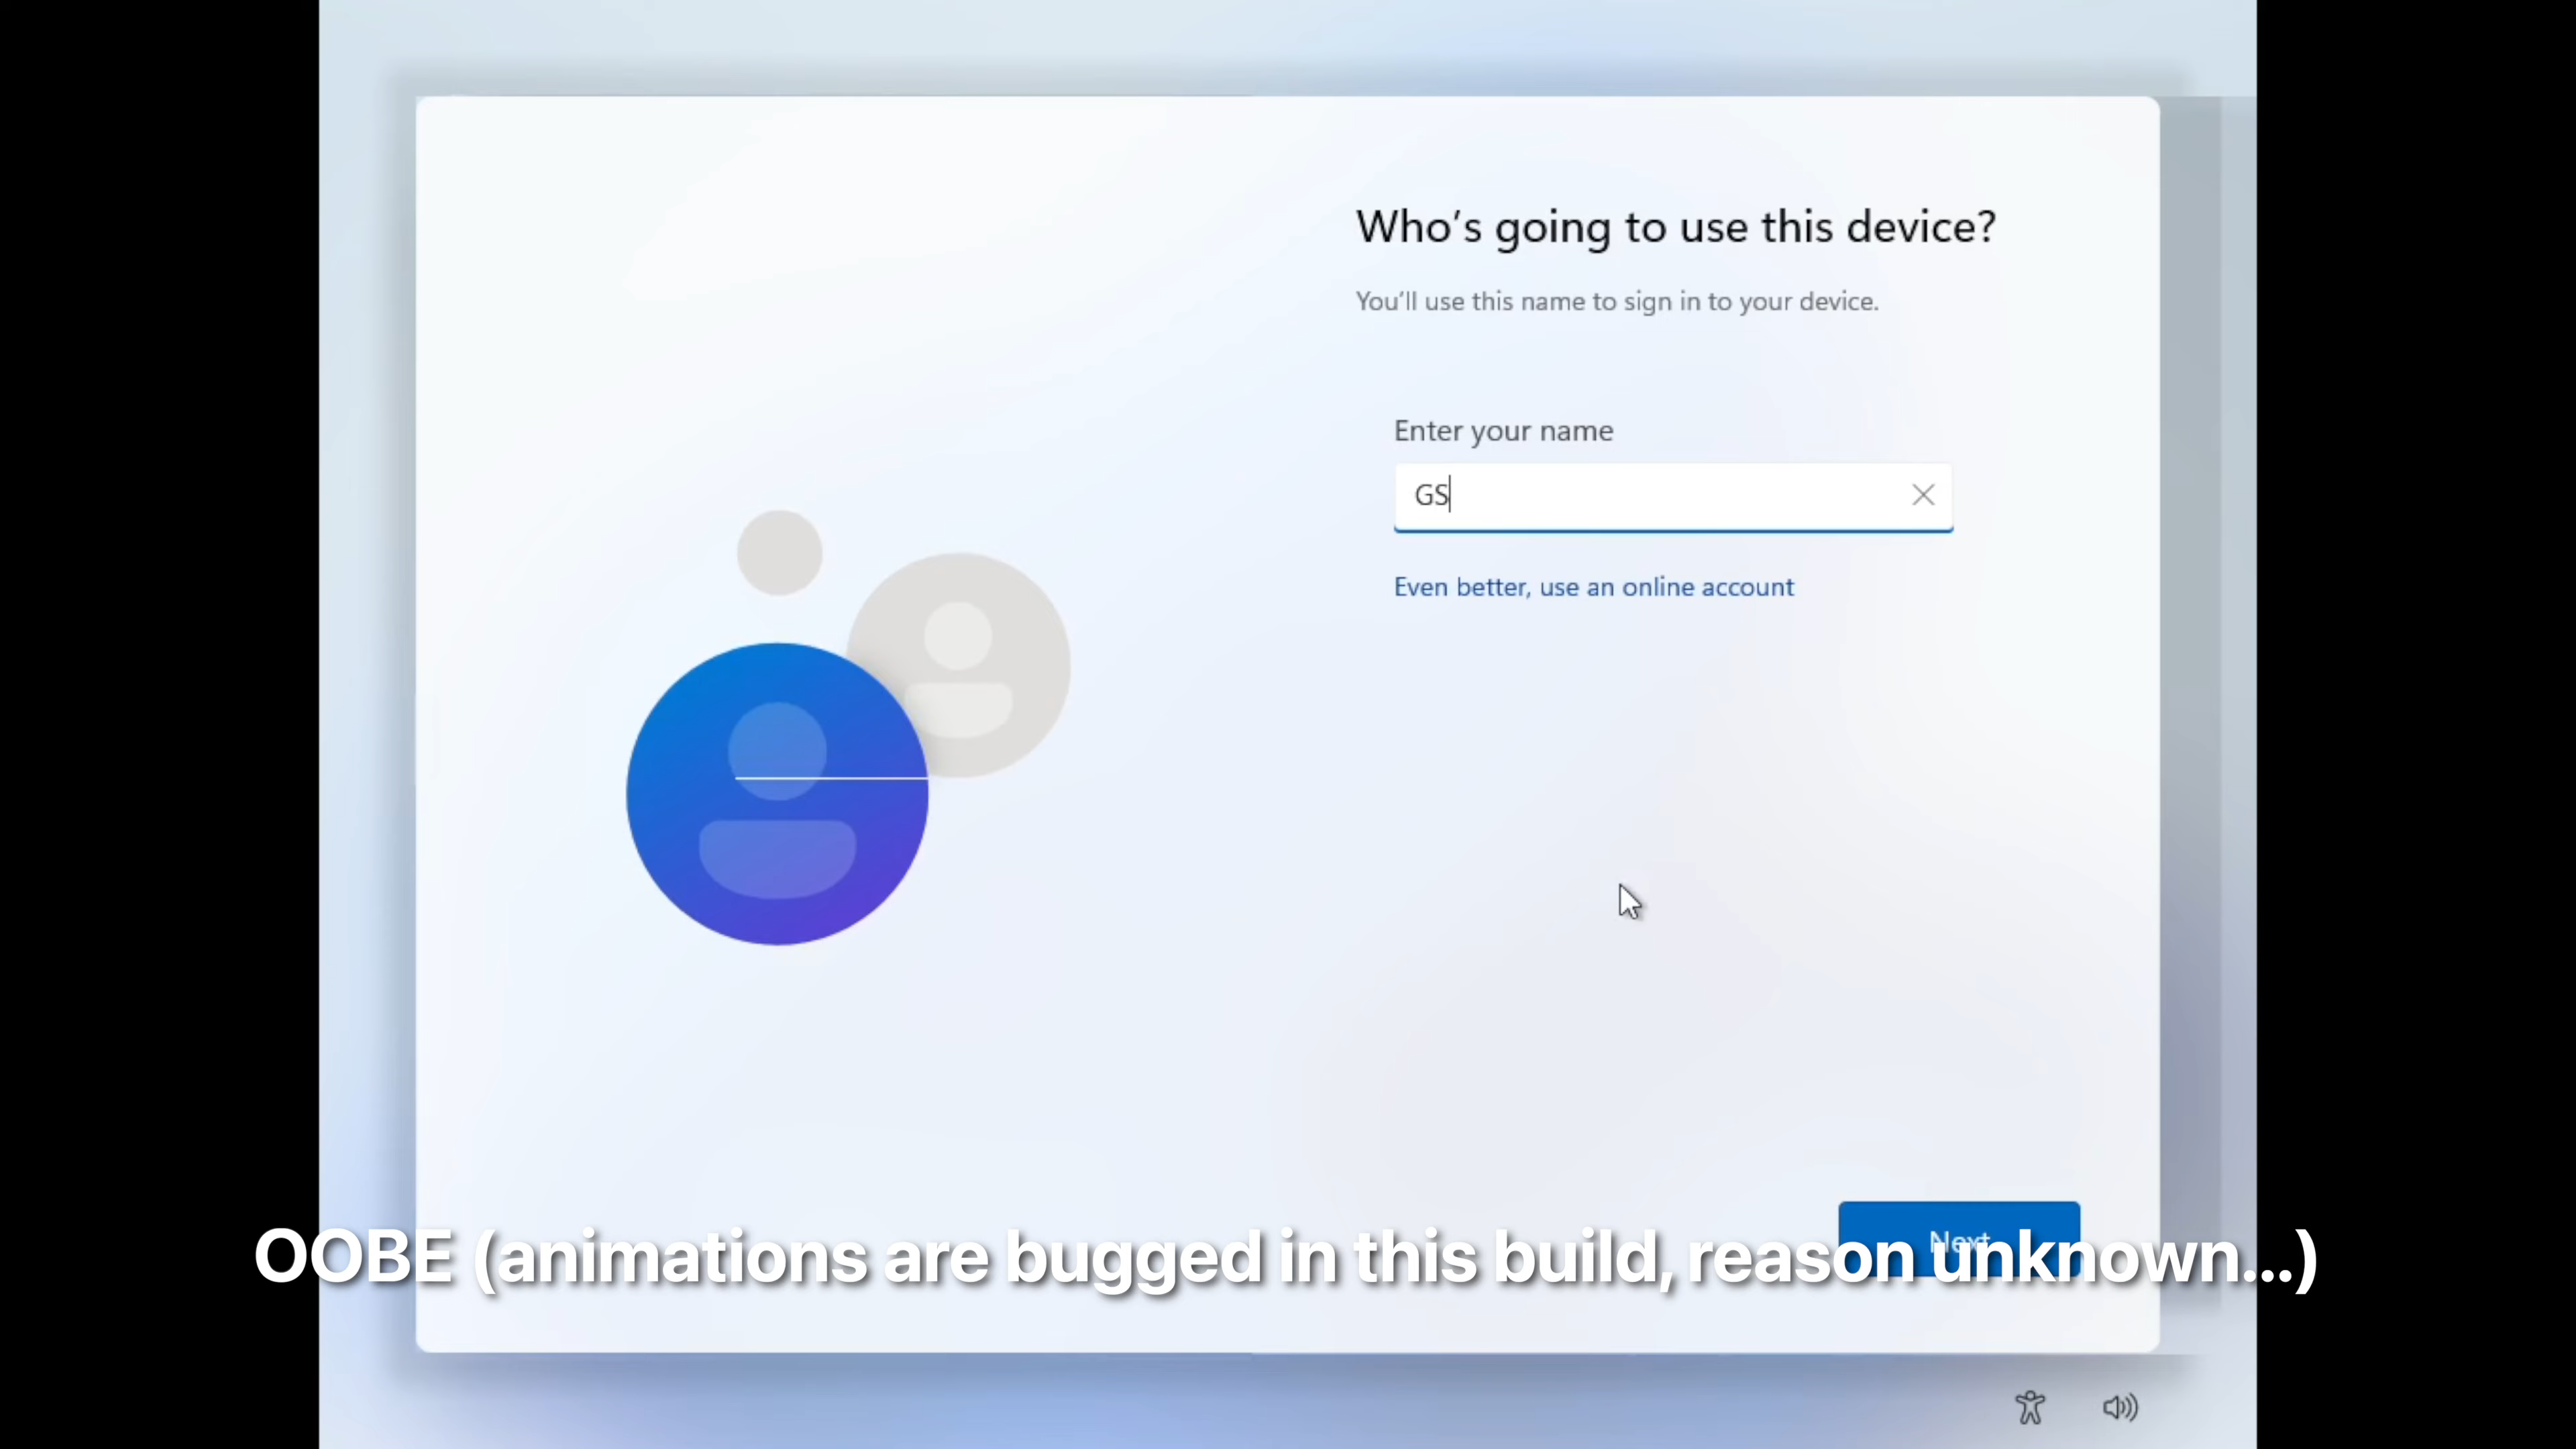 Who's going to use this device?
You'll use this name to sign in to your device.
Enter your name
GS
Even better, use an online account
Next
OOBE (animations are bugged in this build, reason unknown...)